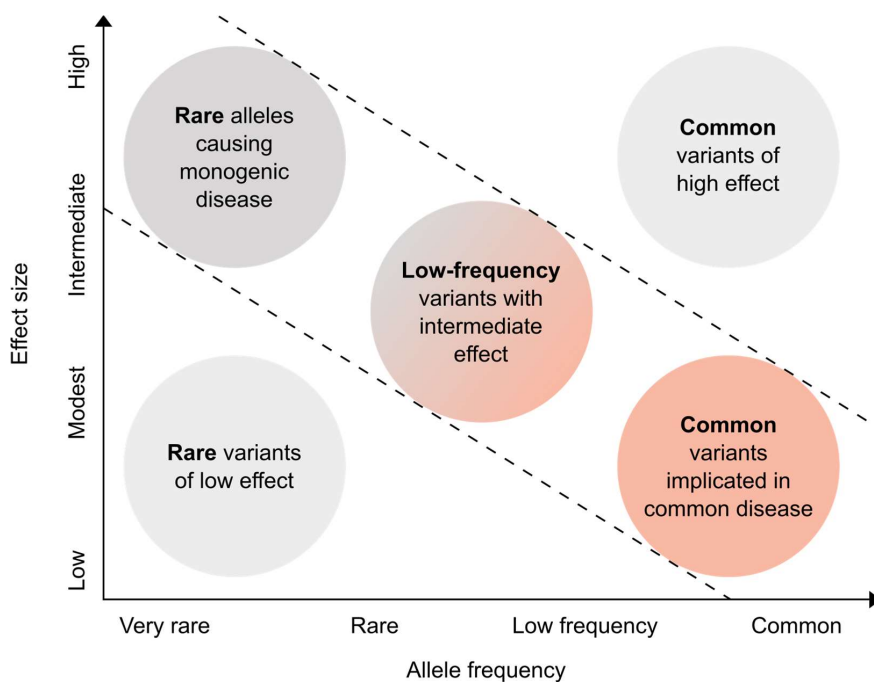 High
Intermediate
Modest
Low
Effect size
Rare alleles
causing
monogenic
disease
Common
variants of
high effect
Low-frequency
variants with
intermediate
effect
Rare variants
of low effect
Common
variants
implicated in
common disease
Very rare
Rare
Low frequency
Common
Allele frequency